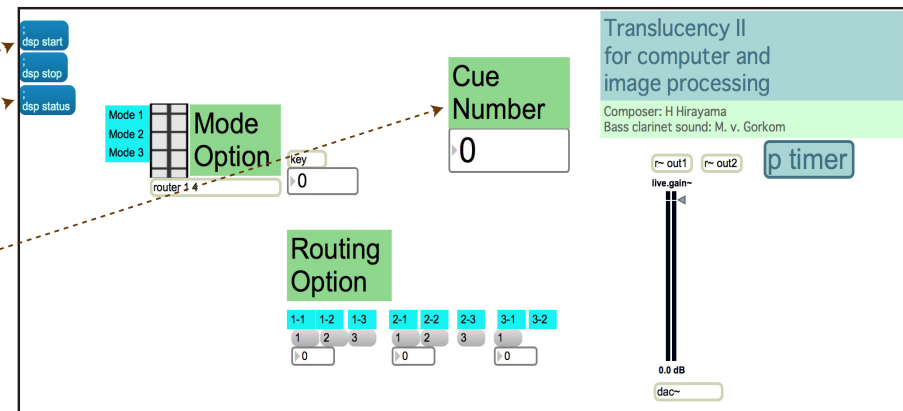 ;
dsp start
;
dsp stop
;
dsp status
Mode 1
Mode 2
Mode 3
Mode
Option
router 1 4
key
0
Cue
Number
0
Translucency II
for computer and
image processing
Composer: H Hirayama
Bass clarinet sound: M. v. Gorkom
r~ out1 r~ out2
p timer
live.gain~
0.0 dB
dac~
Routing
Option
1-1 1-2 1-3 2-1 2-2 2-3 3-1 3-2
1 2 3 1 2 3 1
0 0 0